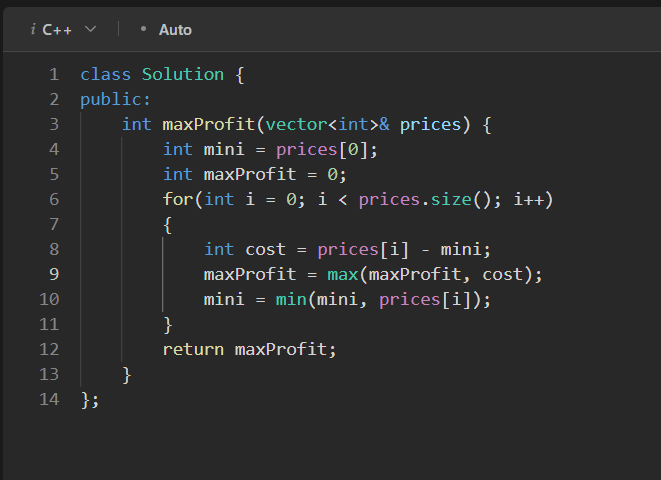 i C++ • Auto
1 class Solution {
2 public:
3     int maxProfit(vector<int>& prices) {
4         int mini = prices[0];
5         int maxProfit = 0;
6         for(int i = 0; i < prices.size(); i++)
7         {
8             int cost = prices[i] - mini;
9             maxProfit = max(maxProfit, cost);
10             mini = min(mini, prices[i]);
11         }
12         return maxProfit;
13     }
14 };